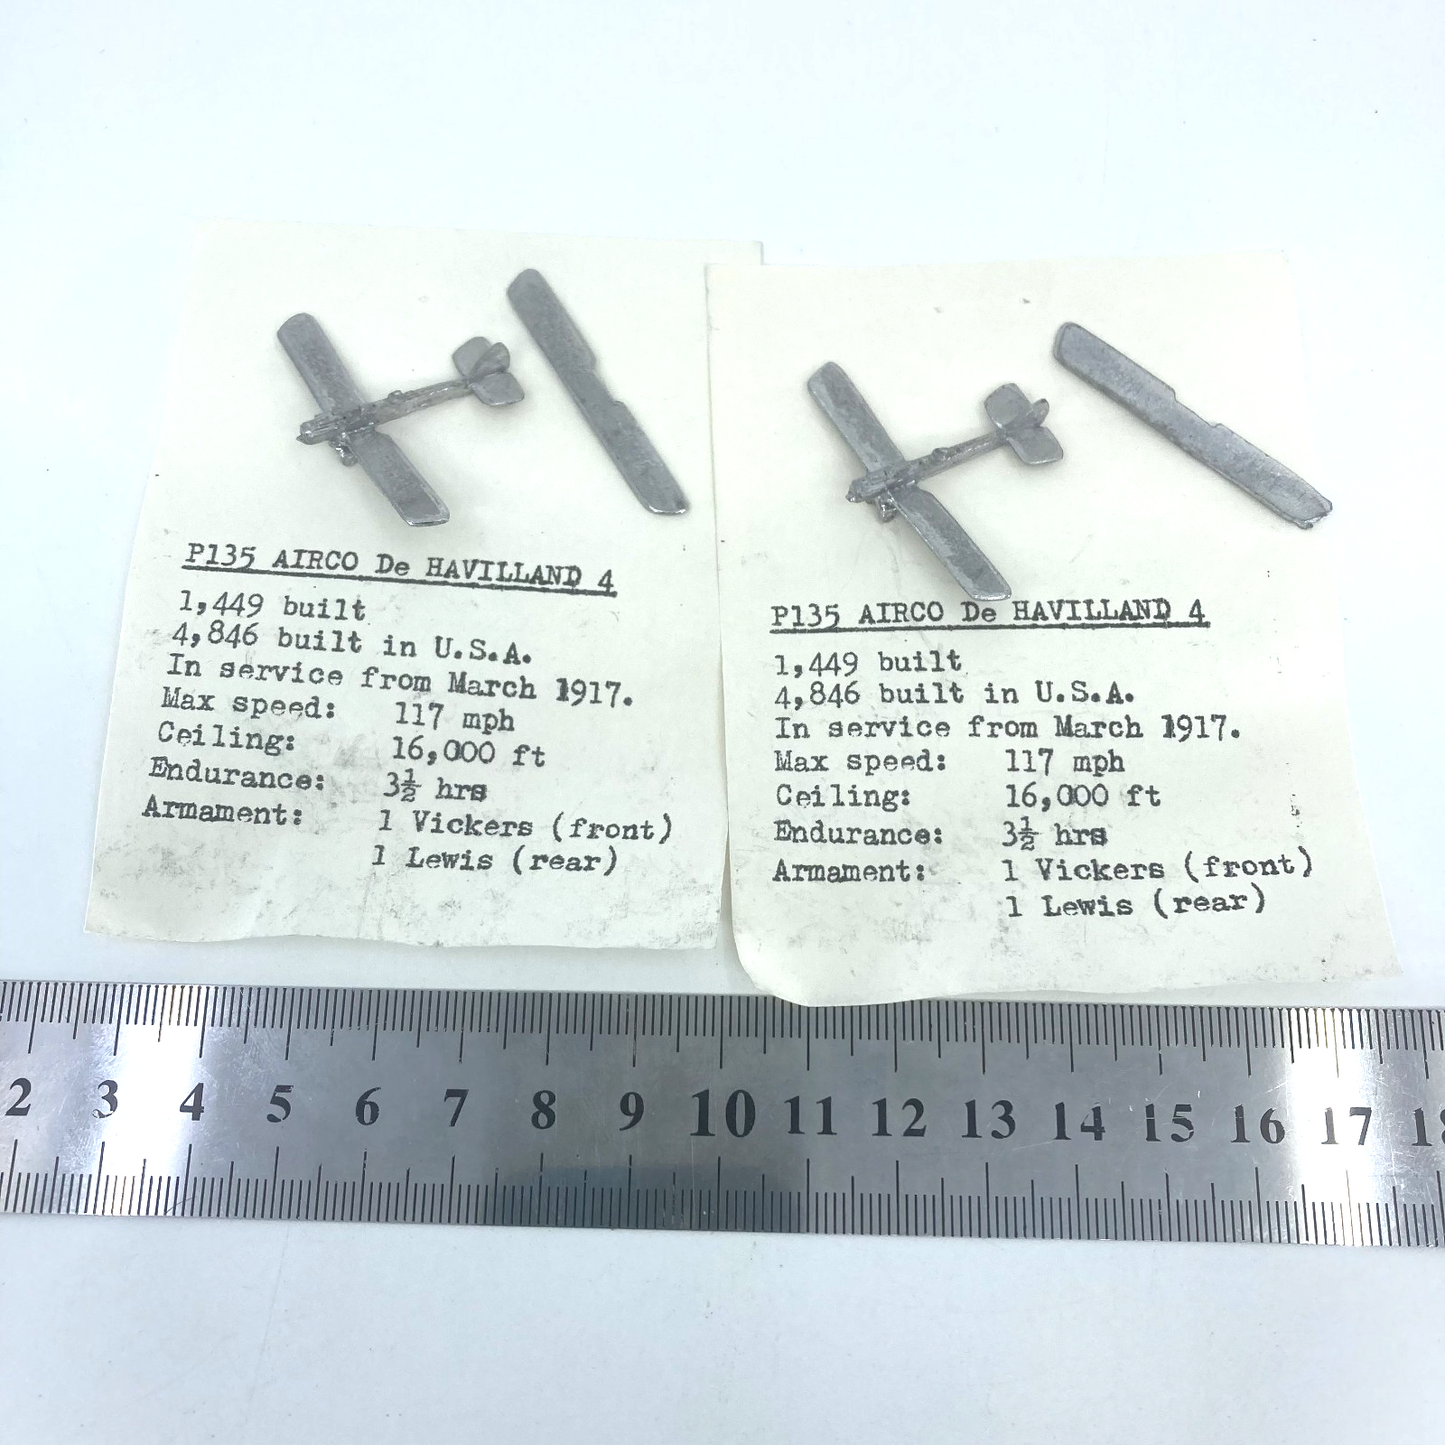 P135 AIRCO De HAVILLAND 4
1,449 built
4,846 built in U.S.A.
In service from March 1917.
Max speed: 117 mph
Ceiling: 16,000 ft
Endurance: 3½ hrs
Armament: 1 Vickers (front)
1 Lewis (rear)
P135 AIRCO De HAVILLAND 4
1,449 built
4,846 built in U.S.A.
In service from March 1917.
Max speed: 117 mph
Ceiling: 16,000 ft
Endurance: 3½ hrs
Armament: 1 Vickers (front)
1 Lewis (rear)
2 3 4 5 6 7 8 9 10 11 12 13 14 15 16 17 18